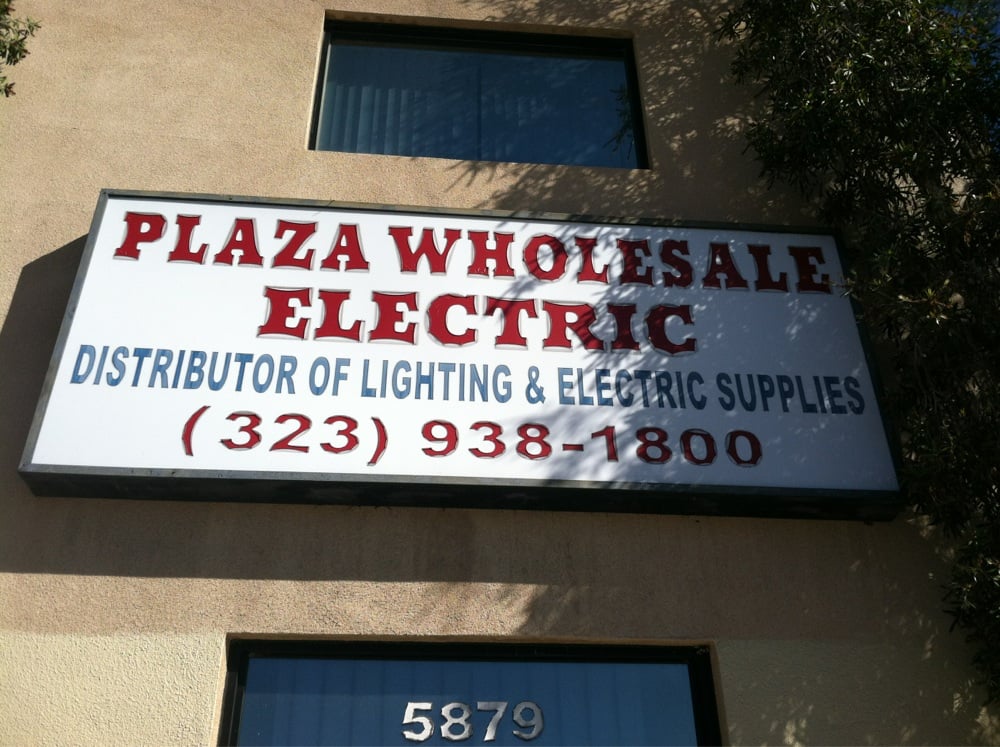 PLAZA WHOLESALE
ELECTRIC
DISTRIBUTOR OF LIGHTING & ELECTRIC SUPPLIES
(323) 938-1800
5879